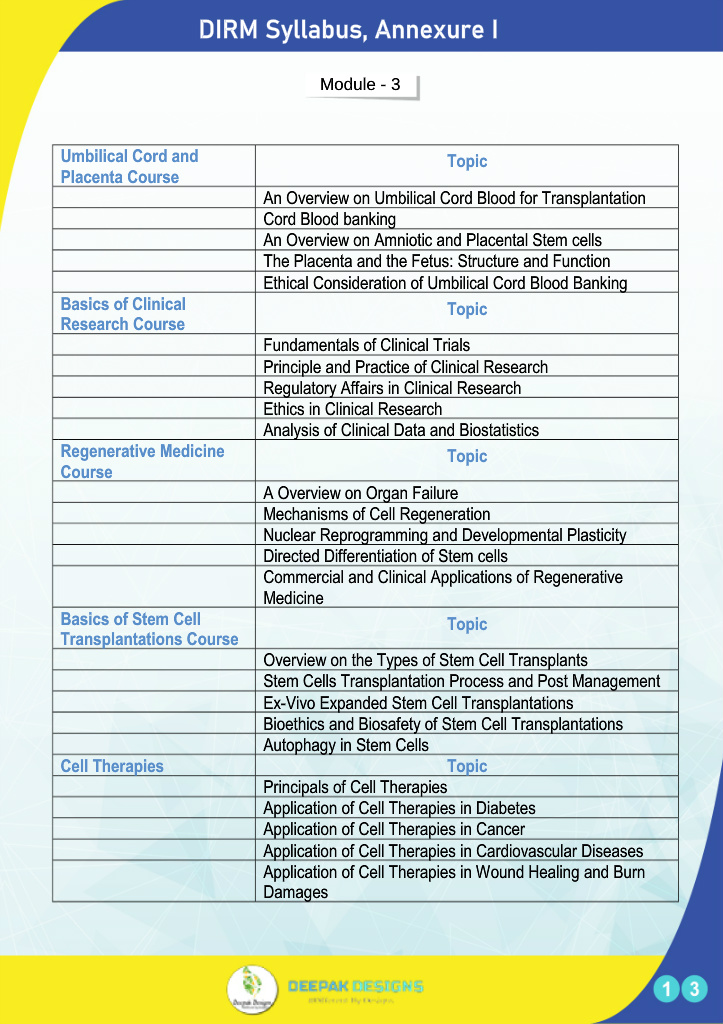 DIRM Syllabus, Annexure I
Module - 3
Umbilical Cord and
Placenta Course
Topic
An Overview on Umbilical Cord Blood for Transplantation
Cord Blood banking
An Overview on Amniotic and Placental Stem cells
The Placenta and the Fetus: Structure and Function
Ethical Consideration of Umbilical Cord Blood Banking
Basics of Clinical
Research Course
Topic
Fundamentals of Clinical Trials
Principle and Practice of Clinical Research
Regulatory Affairs in Clinical Research
Ethics in Clinical Research
Analysis of Clinical Data and Biostatistics
Regenerative Medicine
Course
Topic
A Overview on Organ Failure
Mechanisms of Cell Regeneration
Nuclear Reprogramming and Developmental Plasticity
Directed Differentiation of Stem cells
Commercial and Clinical Applications of Regenerative
Medicine
Basics of Stem Cell
Transplantations Course
Topic
Overview on the Types of Stem Cell Transplants
Stem Cells Transplantation Process and Post Management
Ex-Vivo Expanded Stem Cell Transplantations
Bioethics and Biosafety of Stem Cell Transplantations
Autophagy in Stem Cells
Cell Therapies
Topic
Principals of Cell Therapies
Application of Cell Therapies in Diabetes
Application of Cell Therapies in Cancer
Application of Cell Therapies in Cardiovascular Diseases
Application of Cell Therapies in Wound Healing and Burn
Damages
Deepak Designs
DEEPAK DESIGNS
By Designs
1 3